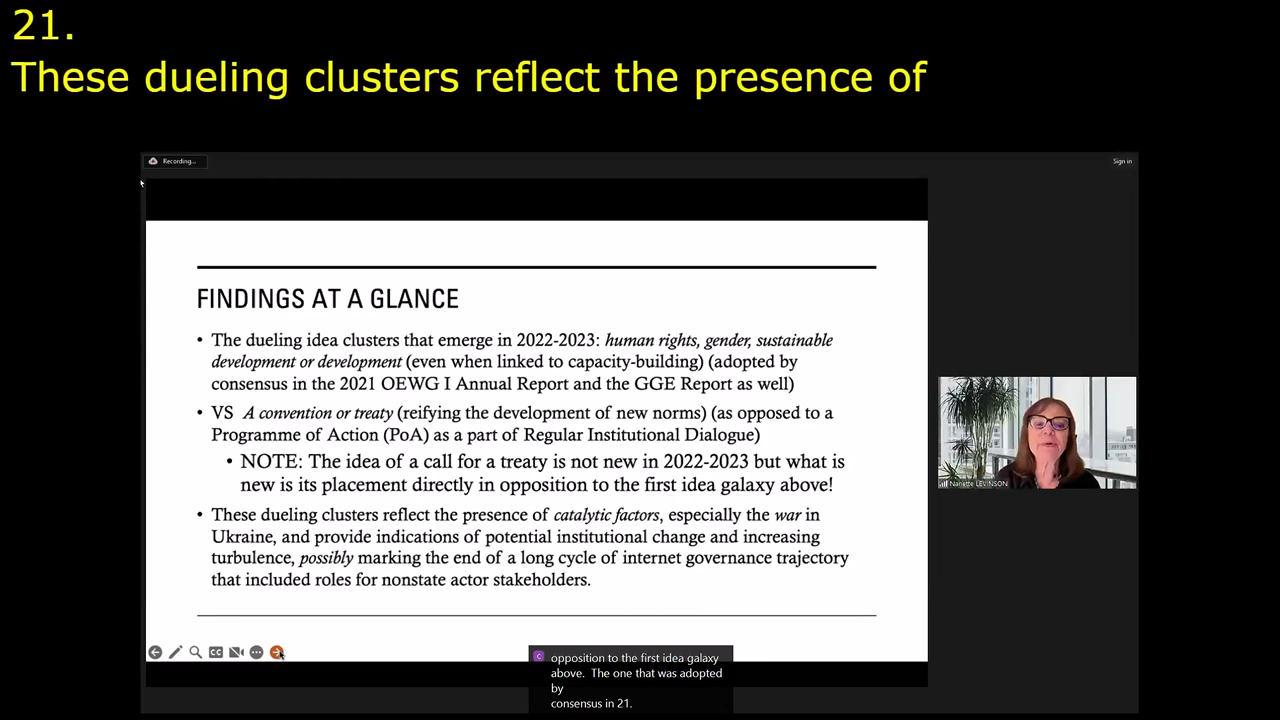 21.
These dueling clusters reflect the presence of
Recording...
Sign in
FINDINGS AT A GLANCE
• The dueling idea clusters that emerge in 2022-2023: human rights, gender, sustainable
development or development (even when linked to capacity-building) (adopted by
consensus in the 2021 OEWG I Annual Report and the GGE Report as well)
• VS A convention or treaty (reifying the development of new norms) (as opposed to a
Programme of Action (PoA) as a part of Regular Institutional Dialogue)
• NOTE: The idea of a call for a treaty is not new in 2022-2023 but what is
new is its placement directly in opposition to the first idea galaxy above!
• These dueling clusters reflect the presence of catalytic factors, especially the war in
Ukraine, and provide indications of potential institutional change and increasing
turbulence, possibly marking the end of a long cycle of internet governance trajectory
that included roles for nonstate actor stakeholders.
Nanette LEVINSON
CC
C
opposition to the first idea galaxy
above. The one that was adopted
by
consensus in 21.